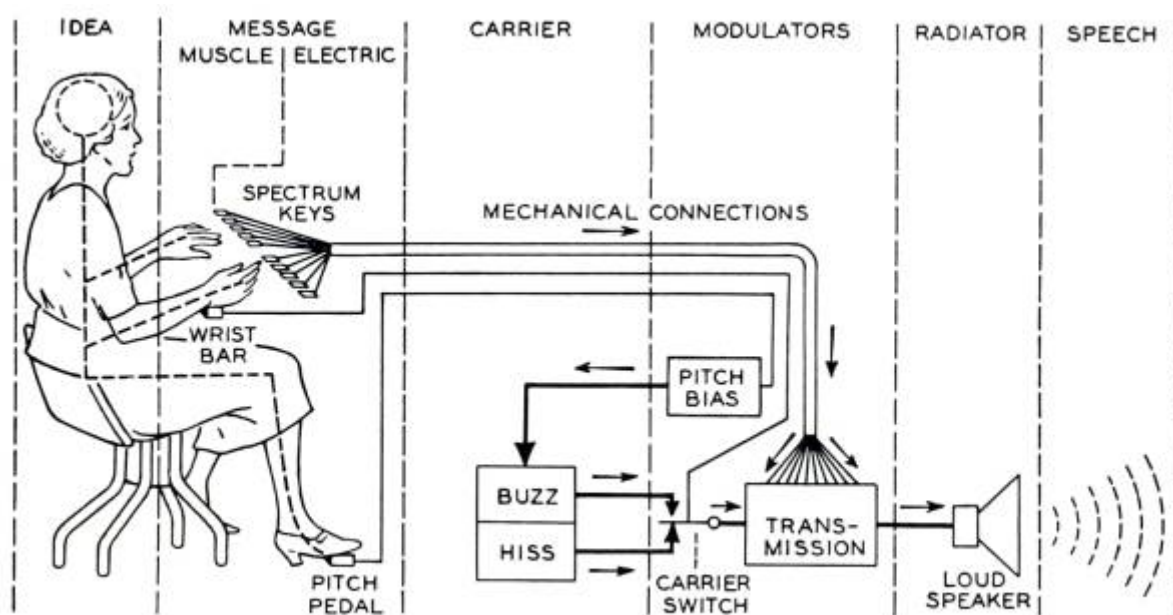 IDEA
MESSAGE
MUSCLE | ELECTRIC
CARRIER
MODULATORS
RADIATOR
SPEECH
SPECTRUM
KEYS
MECHANICAL CONNECTIONS
WRIST
BAR
PITCH
BIAS
BUZZ
HISS
TRANS-
MISSION
PITCH
PEDAL
CARRIER
SWITCH
LOUD
SPEAKER